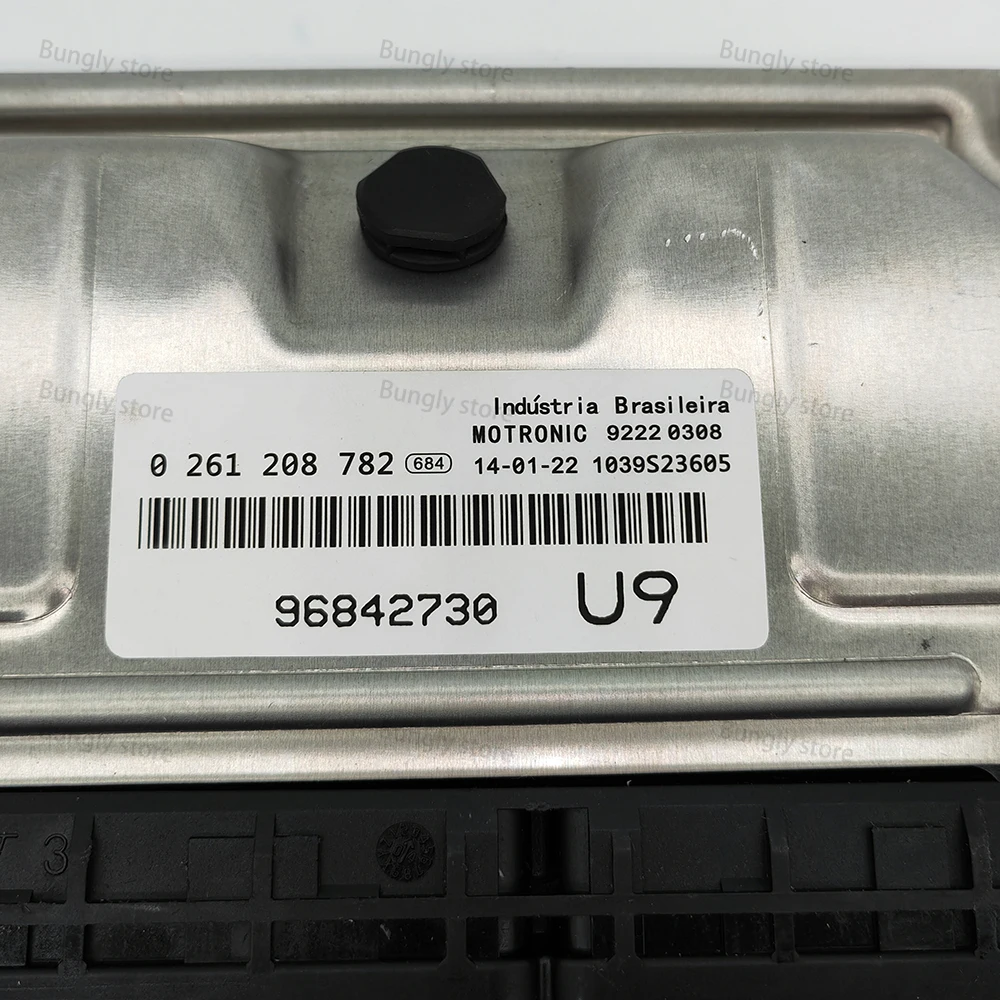 Bungly store Bungly store Bungly store
Bungly store Bungly store Bungly store
Indústria Brasileira
MOTRONIC 9222 0308
0 261 208 782 684 14-01-22 1039S23605
96842730 U9
Bungly store Bungly store Bungly store
T 3